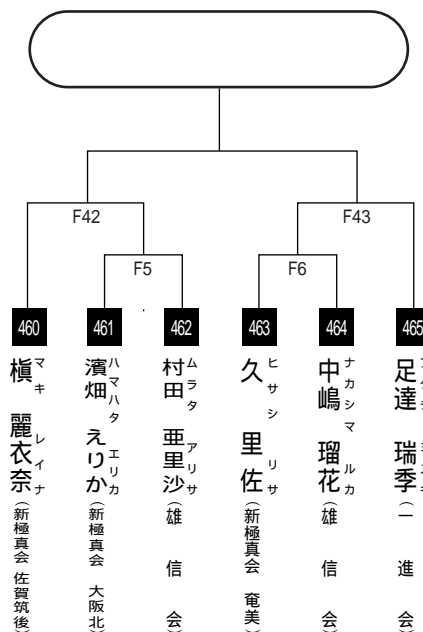 F42
F43
F5
F6
460
461
462
463
464
465
槇 麗衣奈
マキ レイナ
(新極真会 佐賀筑後)
濱畑 えりか
ハマハタ エリカ
(新極真会 大阪北)
村田 亜里沙
ムラタ アリサ
(雄信会)
久 里佐
ヒサシ リサ
(新極真会 奄美)
中嶋 瑠花
ナカシマ ルカ
(雄信会)
足達 瑞季
(一進会)